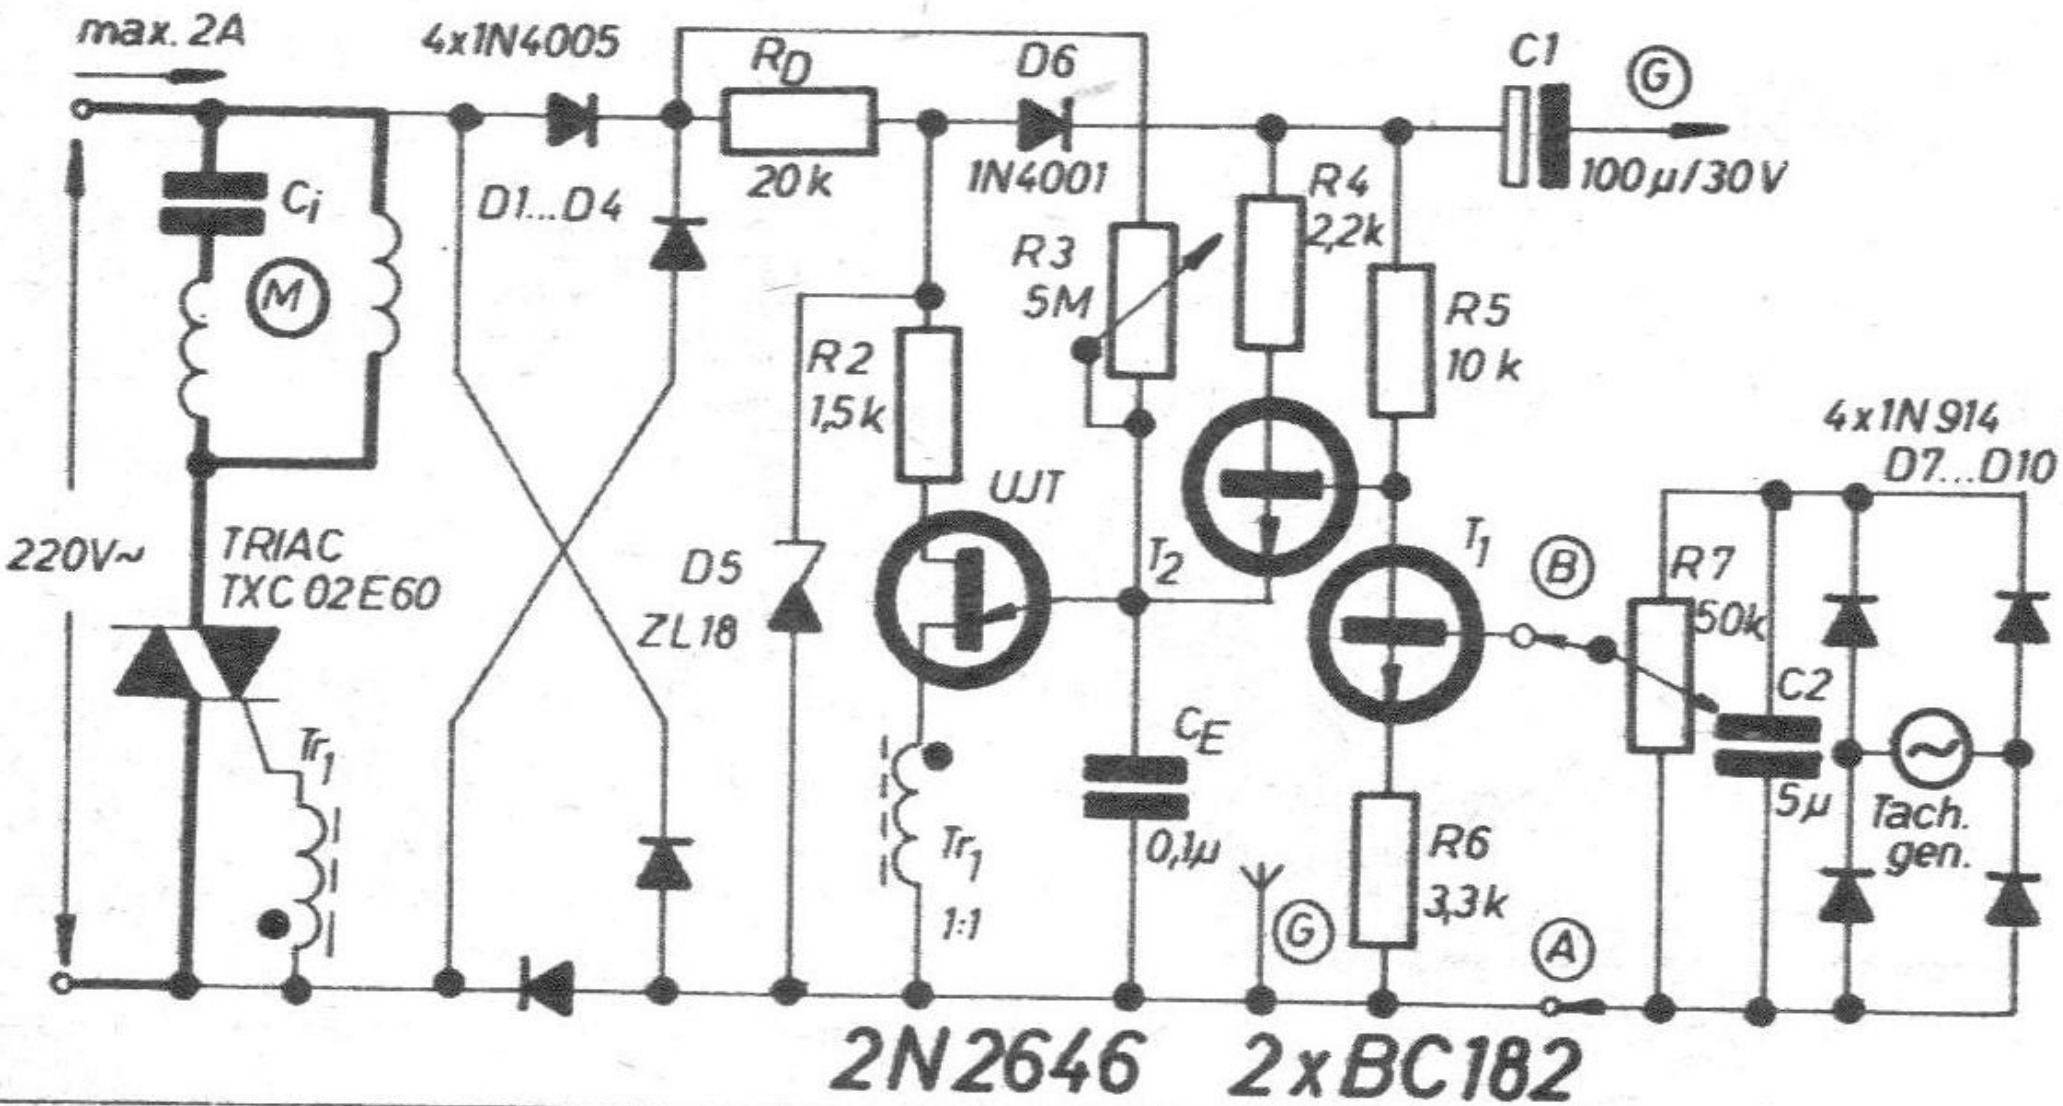 max. 2A
4x1N4005
R_D
20k
D6
1N4001
C1
G
100µ/30V
Ci
M
D1...D4
R3
5M
R4
2,2k
R5
10k
R2
1,5k
UJT
4x1N914
D7...D10
220V~
TRIAC
TXC 02E60
D5
ZL18
T2
T1
B
R7
50k
C2
5µ
Tr1
C_E
0,1µ
Tr1
1:1
G
R6
3,3k
A
Tach.
gen.
2N2646
2xBC182